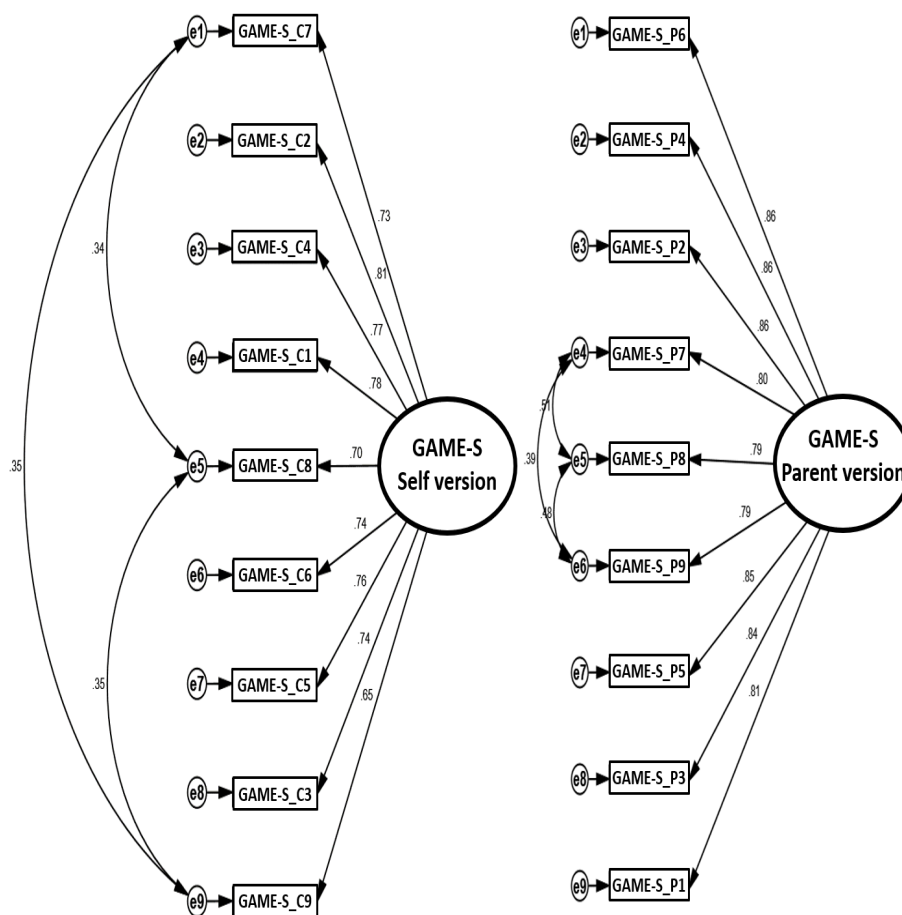 e1
GAME-S_C7
e2
GAME-S_C2
e3
GAME-S_C4
e4
GAME-S_C1
e5
GAME-S_C8
e6
GAME-S_C6
e7
GAME-S_C5
e8
GAME-S_C3
e9
GAME-S_C9
.34
.35
.35
.73
.81
.77
.78
.70
.74
.76
.74
.65
GAME-S
Self version
e1
GAME-S_P6
e2
GAME-S_P4
e3
GAME-S_P2
e4
GAME-S_P7
e5
GAME-S_P8
e6
GAME-S_P9
e7
GAME-S_P5
e8
GAME-S_P3
e9
GAME-S_P1
.51
.39
.48
.86
.86
.86
.80
.79
.79
.85
.84
.81
GAME-S
Parent version